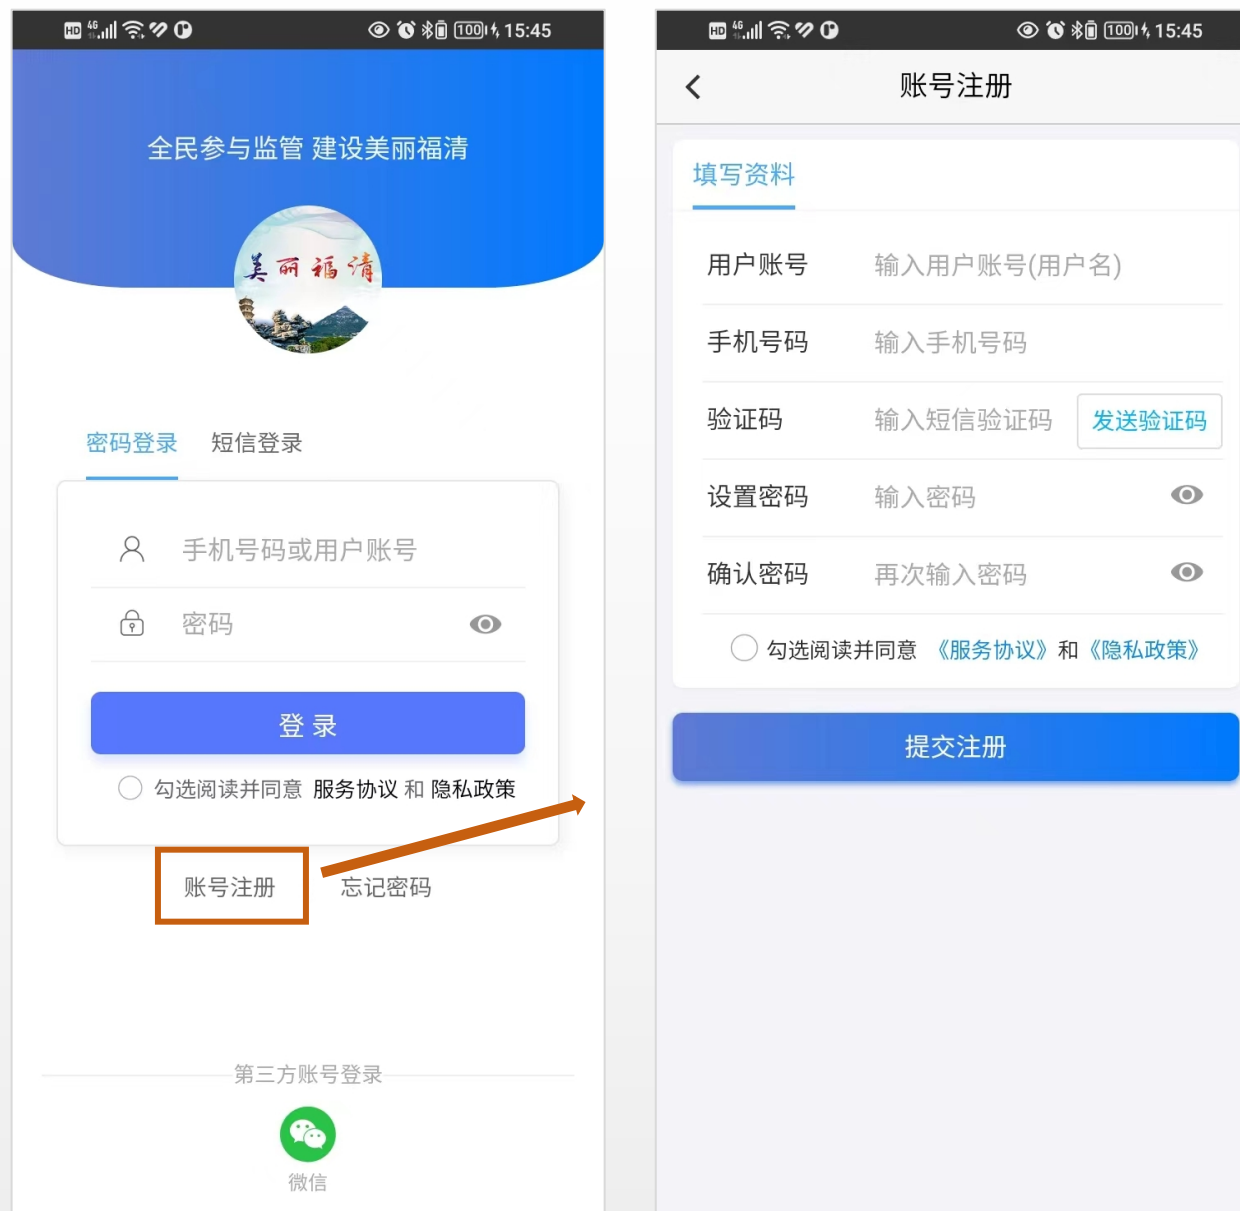 HD 4G 100 15:45
全民参与监管 建设美丽福清
美丽福清
密码登录 短信登录
手机号码或用户账号
密码
登录
勾选阅读并同意 服务协议 和 隐私政策
账号注册 忘记密码
第三方账号登录
微信
HD 4G 100 15:45
账号注册
填写资料
用户账号 输入用户账号(用户名)
手机号码 输入手机号码
验证码 输入短信验证码 发送验证码
设置密码 输入密码
确认密码 再次输入密码
勾选阅读并同意 《服务协议》和《隐私政策》
提交注册